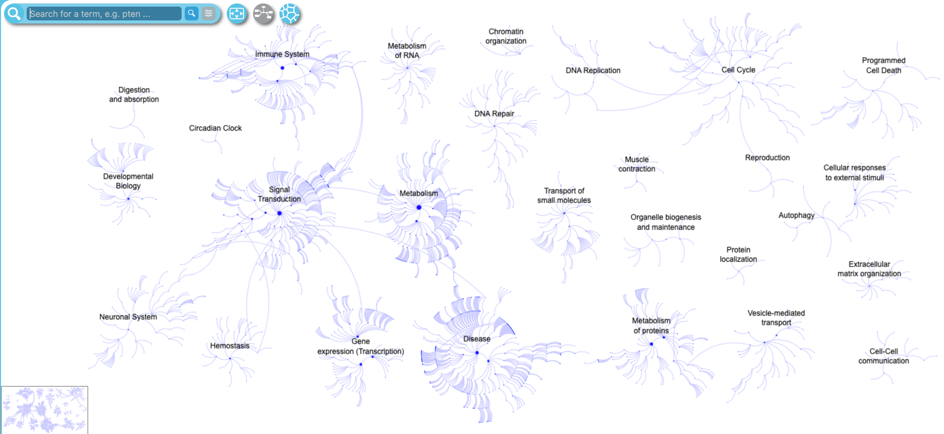 Search for a term, e.g. pten ...
Immune System
Metabolism
of RNA
Chromatin
organization
DNA Replication
Cell Cycle
Programmed
Cell Death
Digestion
and absorption
Circadian Clock
DNA Repair
Developmental
Biology
Signal
Transduction
Metabolism
Transport of
small molecules
Muscle
contraction
Reproduction
Cellular responses
to external stimuli
Organelle biogenesis
and maintenance
Autophagy
Protein
localization
Extracellular
matrix organization
Neuronal System
Hemostasis
Gene
expression (Transcription)
Disease
Metabolism
of proteins
Vesicle-mediated
transport
Cell-Cell
communication